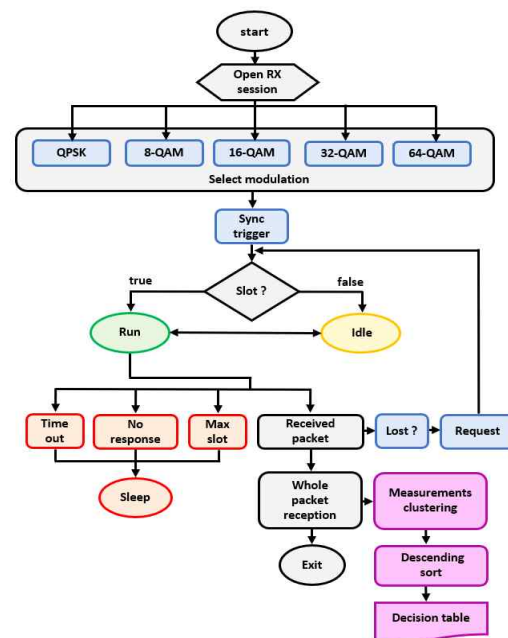 start
Open RX
session
QPSK
8-QAM
16-QAM
32-QAM
64-QAM
Select modulation
Sync
trigger
true
Slot ?
false
Run
Idle
Time
out
No
response
Max
slot
Received
packet
Lost ?
Request
Sleep
Whole
packet
reception
Measurements
clustering
Exit
Descending
sort
Decision table